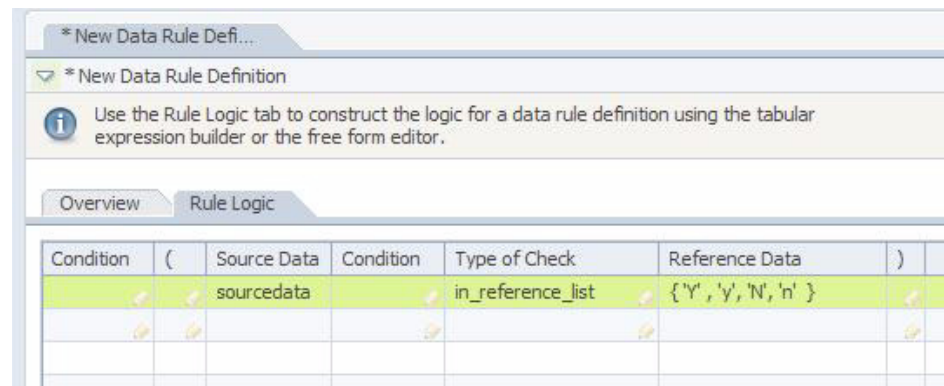 * New Data Rule Defi...
* New Data Rule Definition
Use the Rule Logic tab to construct the logic for a data rule definition using the tabular
expression builder or the free form editor.
Overview Rule Logic
Condition ( Source Data Condition Type of Check Reference Data )
sourcedata in_reference_list { 'Y' , 'y', 'N', 'n' }